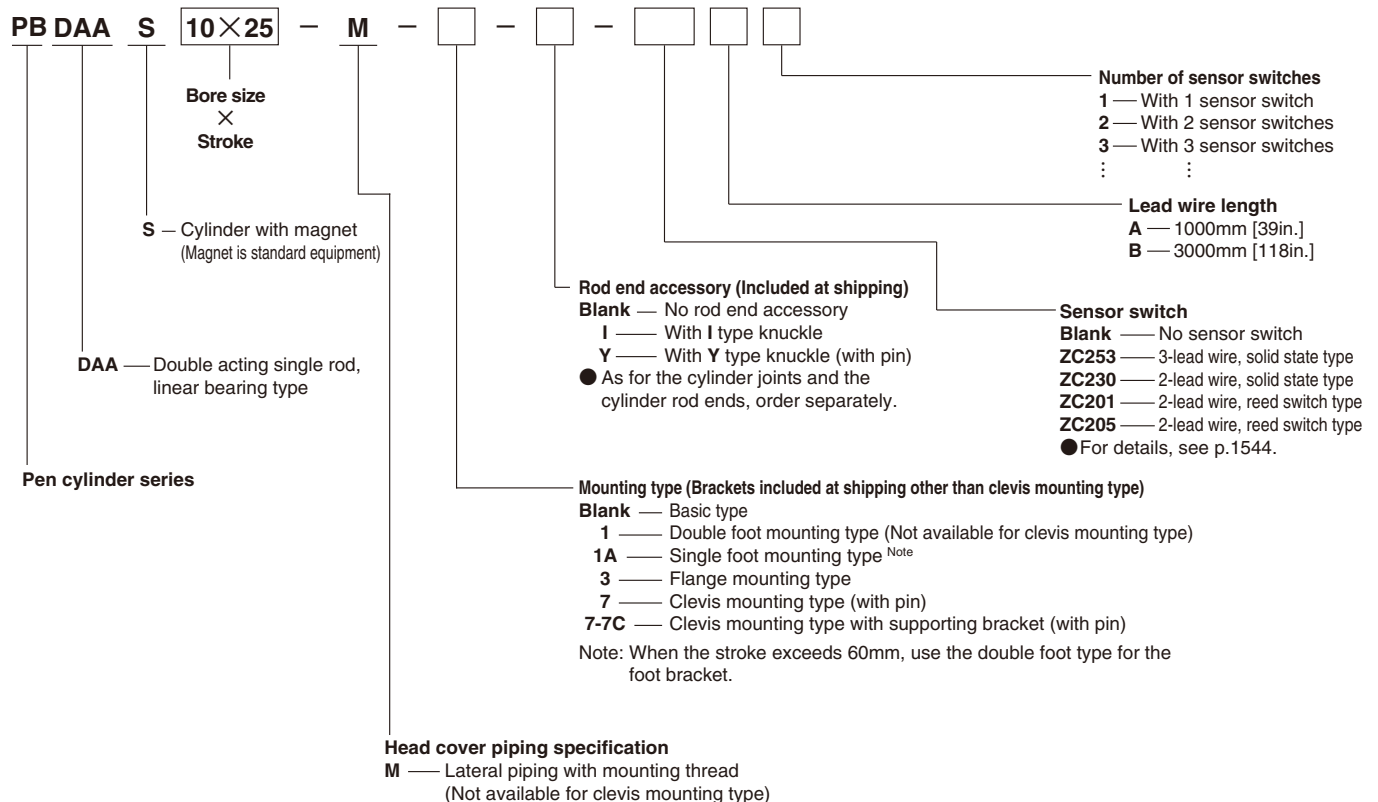 PB DAA S 10×25 – M – □ – □ – □ □ □
Bore size
×
Stroke
Number of sensor switches
1 — With 1 sensor switch
2 — With 2 sensor switches
3 — With 3 sensor switches
⋮ ⋮
Lead wire length
A — 1000mm [39in.]
B — 3000mm [118in.]
S — Cylinder with magnet
(Magnet is standard equipment)
Rod end accessory (Included at shipping)
Blank — No rod end accessory
I — With I type knuckle
Y — With Y type knuckle (with pin)
● As for the cylinder joints and the
cylinder rod ends, order separately.
Sensor switch
Blank — No sensor switch
ZC253 — 3-lead wire, solid state type
ZC230 — 2-lead wire, solid state type
ZC201 — 2-lead wire, reed switch type
ZC205 — 2-lead wire, reed switch type
● For details, see p.1544.
DAA — Double acting single rod,
linear bearing type
Pen cylinder series
Mounting type (Brackets included at shipping other than clevis mounting type)
Blank — Basic type
1 — Double foot mounting type (Not available for clevis mounting type)
1A — Single foot mounting type Note
3 — Flange mounting type
7 — Clevis mounting type (with pin)
7-7C — Clevis mounting type with supporting bracket (with pin)
Note: When the stroke exceeds 60mm, use the double foot type for the
foot bracket.
Head cover piping specification
M — Lateral piping with mounting thread
(Not available for clevis mounting type)